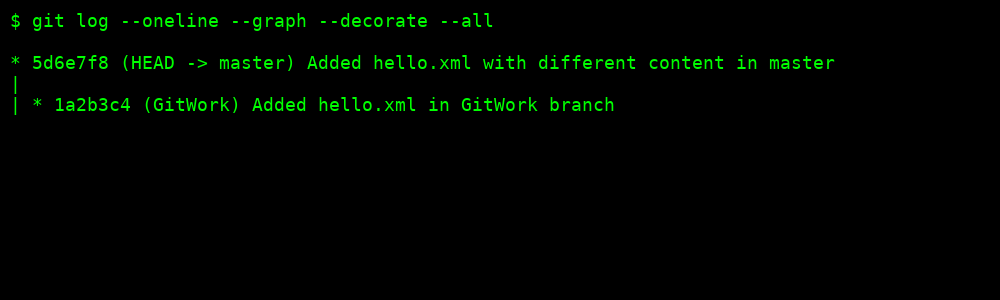 $ git log --oneline --graph --decorate --all
* 5d6e7f8 (HEAD -> master) Added hello.xml with different content in master
|
| * 1a2b3c4 (GitWork) Added hello.xml in GitWork branch